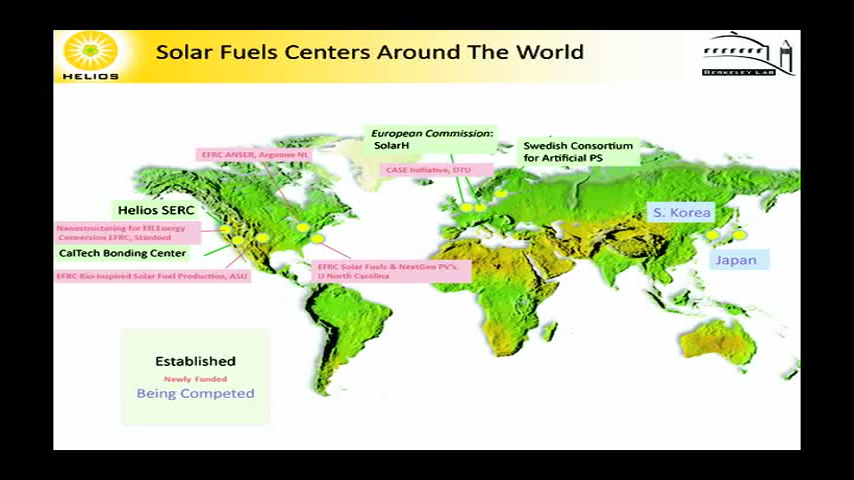 Solar Fuels Centers Around The World
HELIOS
BERKELEY LAB
European Commission:
SolarH
Swedish Consortium
for Artificial PS
EFRC ANSER, Argonne NL
CASE Initiative, DTU
Helios SERC
S. Korea
Nanostructuring for Eff.Energy
Conversion EFRC, Stanford
CalTech Bonding Center
Japan
EFRC Bio-Inspired Solar Fuel Production, ASU
EFRC Solar Fuels & NextGen PV's,
U North Carolina
Established
Newly Funded
Being Competed